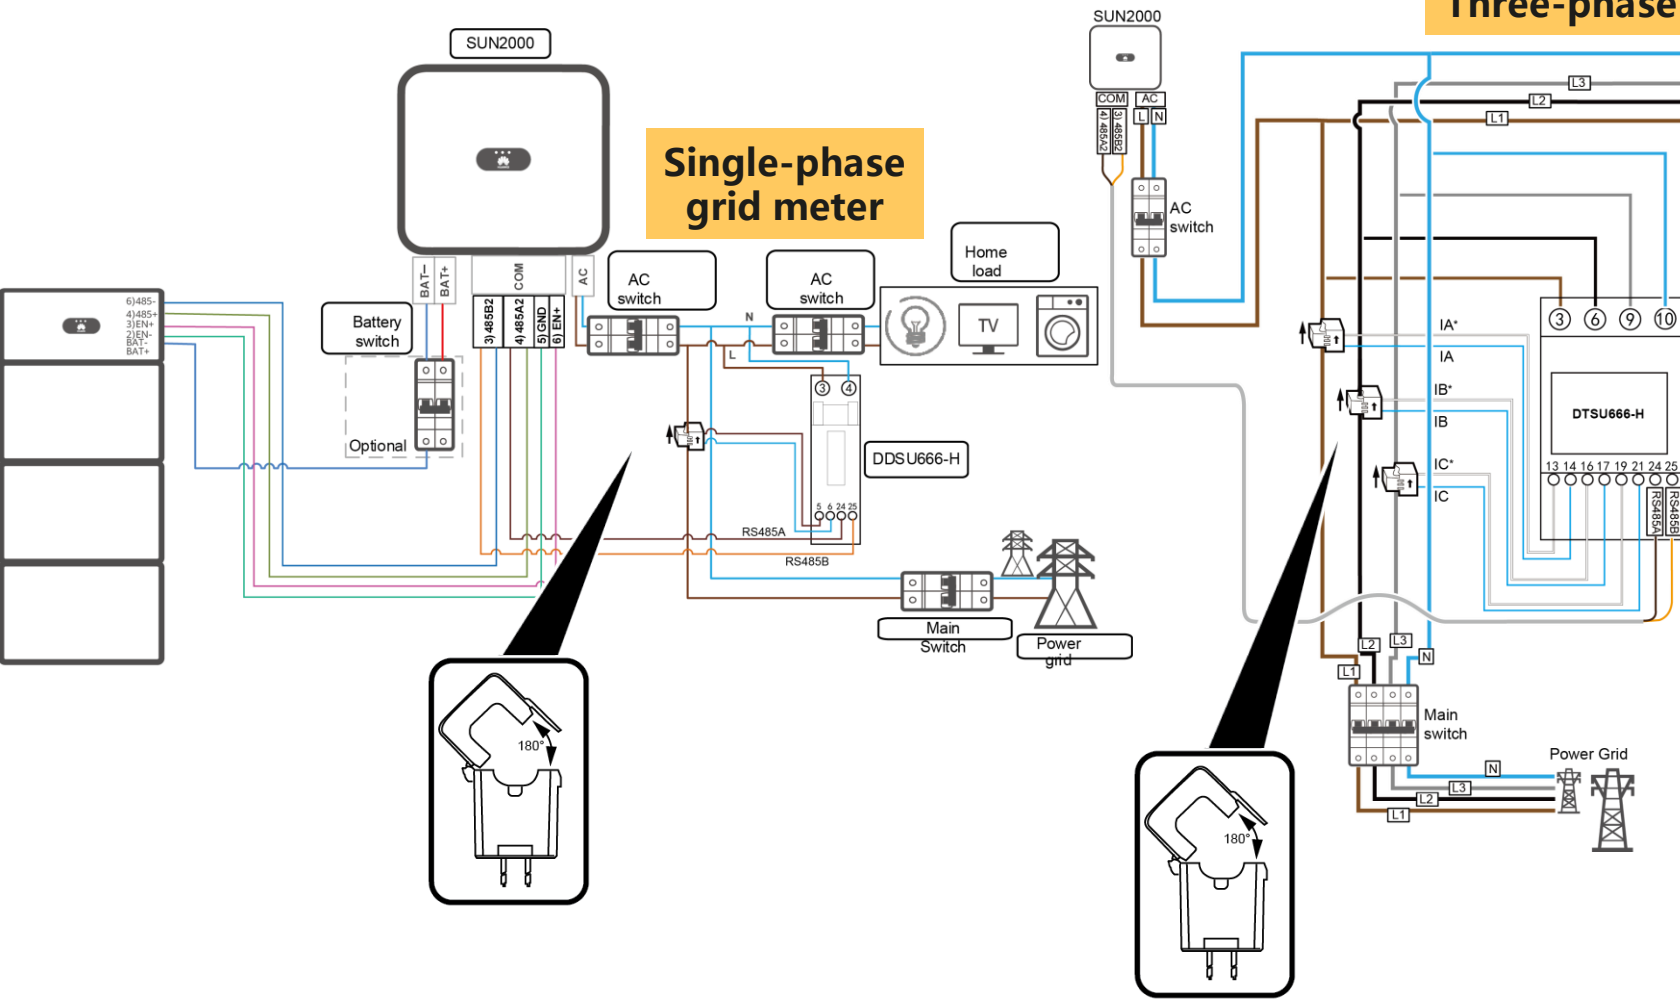 SUN2000
Single-phase
grid meter
BAT−
BAT+
COM
AC
3) 485B2
4) 485A2
5)GND
6) EN+
6)485-
4)485+
3)EN+
2)EN-
BAT-
BAT+
Battery
switch
Optional
AC
switch
AC
switch
Home
load
N
L
TV
3
4
DDSU666-H
5 6 24 25
RS485A
RS485B
Main
Switch
Power
grid
180°
Three-phase
SUN2000
COM
AC
4) 485A2
3) 485B2
L
N
AC
switch
L3
L2
L1
3
6
9
10
IA*
IA
IB*
IB
IC*
IC
DTSU666-H
13 14 16 17 19 21 24 25
RS485A
RS485B
L2
L3
N
L1
Main
switch
Power Grid
N
L3
L2
L1
180°